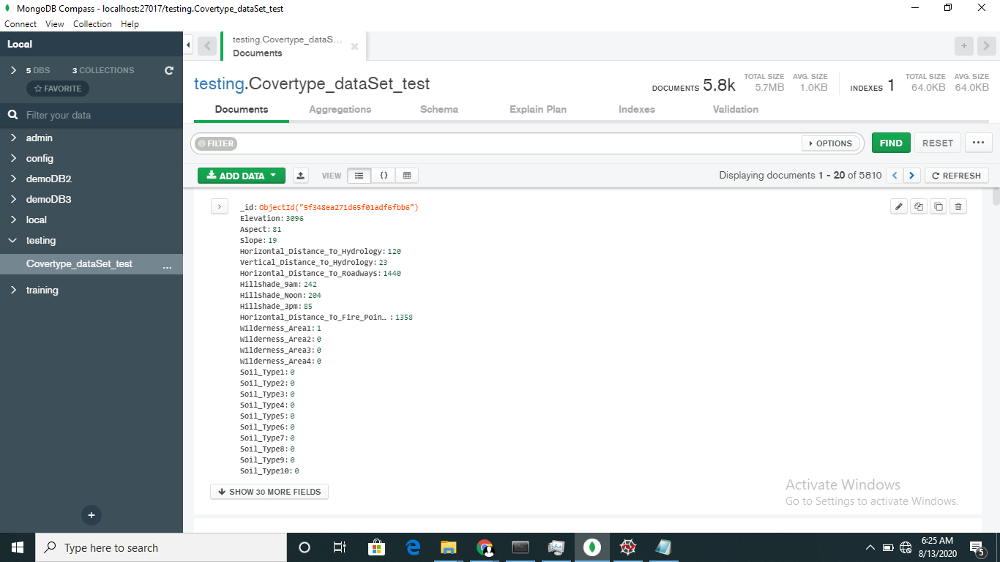 MongoDB Compass - localhost:27017/testing.Covertype_dataSet_test
Connect View Collection Help
Local
5 DBS 3 COLLECTIONS
FAVORITE
Filter your data
admin
config
demoDB2
demoDB3
local
testing
Covertype_dataSet_test ...
training
testing.Covertype_dataS...
Documents
testing.Covertype_dataSet_test
DOCUMENTS 5.8k TOTAL SIZE 5.7MB AVG. SIZE 1.0KB INDEXES 1 TOTAL SIZE 64.0KB AVG. SIZE 64.0KB
Documents Aggregations Schema Explain Plan Indexes Validation
FILTER OPTIONS FIND RESET ...
ADD DATA VIEW {} Displaying documents 1 - 20 of 5810 REFRESH
_id: ObjectId("5f348ea271d65f01adf6fbb6")
Elevation: 3096
Aspect: 81
Slope: 19
Horizontal_Distance_To_Hydrology: 120
Vertical_Distance_To_Hydrology: 23
Horizontal_Distance_To_Roadways: 1440
Hillshade_9am: 242
Hillshade_Noon: 204
Hillshade_3pm: 85
Horizontal_Distance_To_Fire_Poin... : 1358
Wilderness_Area1: 1
Wilderness_Area2: 0
Wilderness_Area3: 0
Wilderness_Area4: 0
Soil_Type1: 0
Soil_Type2: 0
Soil_Type3: 0
Soil_Type4: 0
Soil_Type5: 0
Soil_Type6: 0
Soil_Type7: 0
Soil_Type8: 0
Soil_Type9: 0
Soil_Type10: 0
SHOW 30 MORE FIELDS
Activate Windows
Go to Settings to activate Windows.
Type here to search
6:25 AM
8/13/2020
5